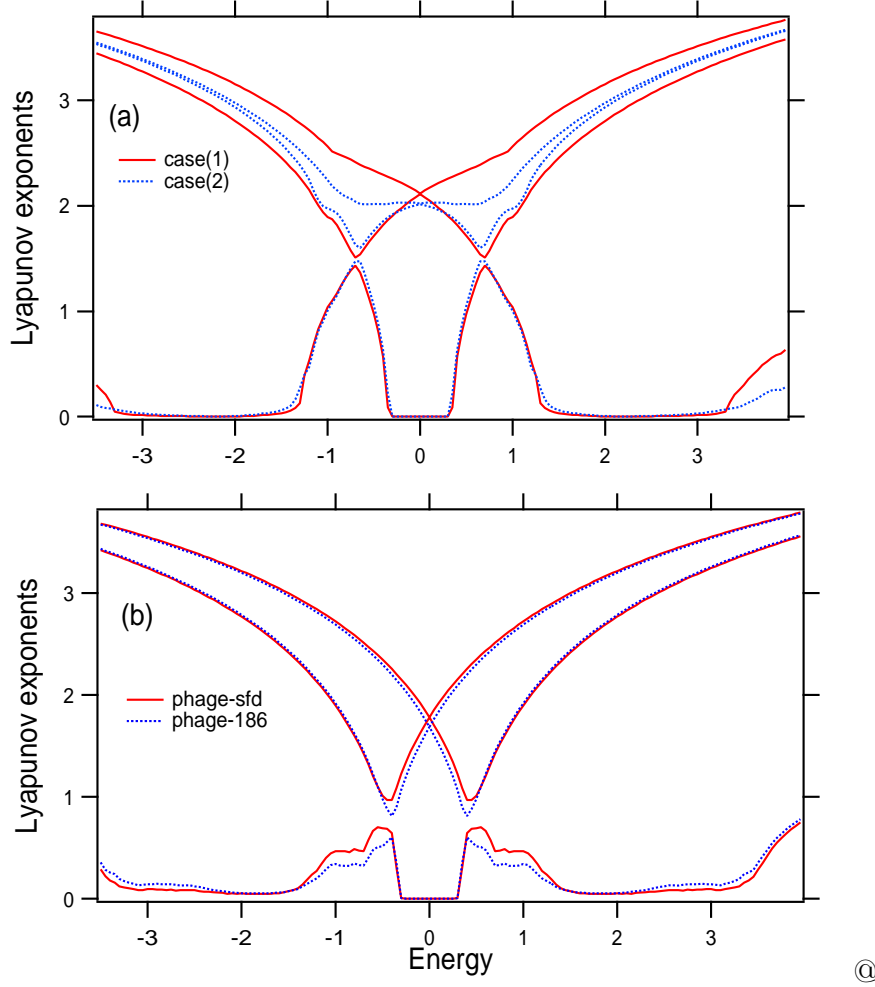 3
2
1
0
Lyapunov exponents
(a)
case(1)
case(2)
-3 -2 -1 0 1 2 3
3
2
1
0
Lyapunov exponents
(b)
phage-sfd
phage-186
-3 -2 -1 0 1 2 3
Energy
@